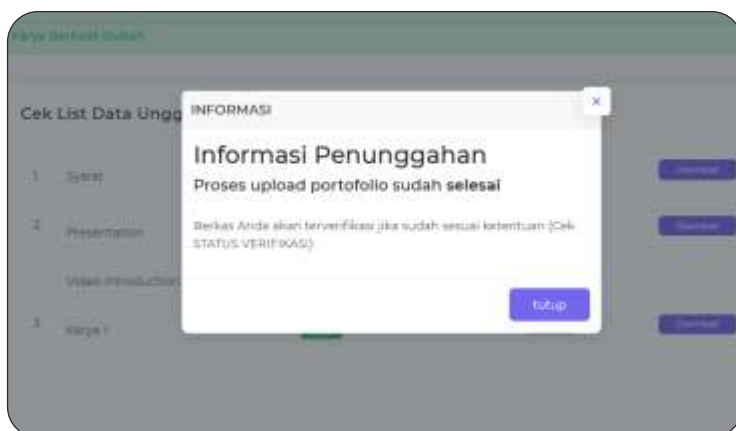 Karya Berhasil diubah
Cek List Data Ungg
INFORMASI
×
Informasi Penunggahan
Proses upload portofolio sudah selesai
Berkas Anda akan terverifikasi jika sudah sesuai ketentuan (Cek
STATUS VERIFIKASI)
tutup
1
2 Presentation
Video Introduction
3 Karya 1